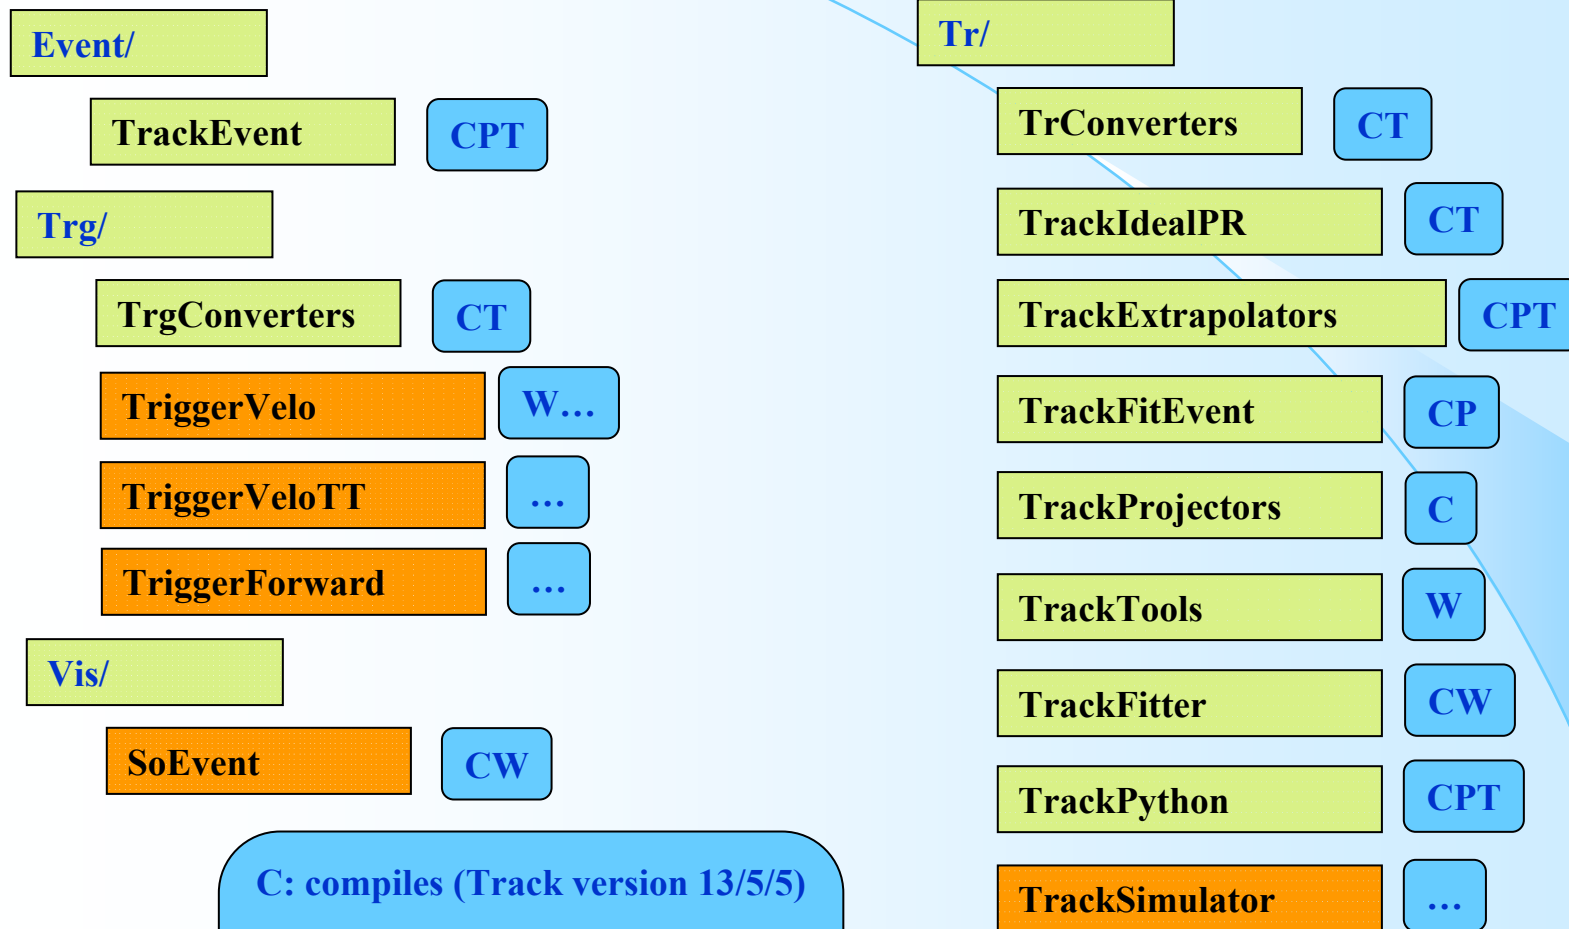 Event/
TrackEvent CPT
Trg/
TrgConverters CT
TriggerVelo W…
TriggerVeloTT …
TriggerForward …
Vis/
SoEvent CW
C: compiles (Track version 13/5/5)
Tr/
TrConverters CT
TrackIdealPR CT
TrackExtrapolators CPT
TrackFitEvent CP
TrackProjectors C
TrackTools W
TrackFitter CW
TrackPython CPT
TrackSimulator …